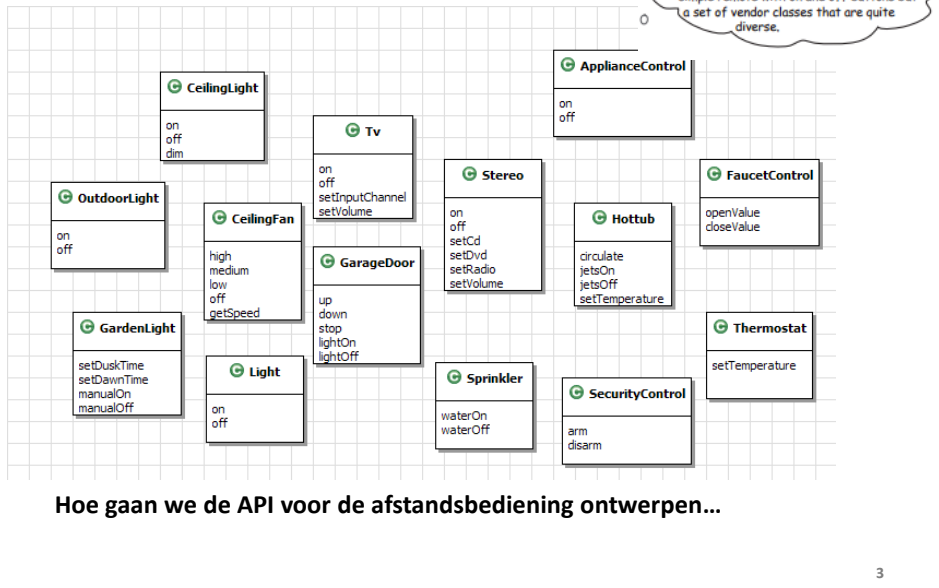 a set of vendor classes that are quite
diverse.
ApplianceControl
on
off
CeilingLight
on
off
dim
Tv
on
off
setInputChannel
setVolume
Stereo
on
off
setCd
setDvd
setRadio
setVolume
FaucetControl
openValue
closeValue
OutdoorLight
on
off
CeilingFan
high
medium
low
off
getSpeed
Hottub
circulate
jetsOn
jetsOff
setTemperature
GarageDoor
up
down
stop
lightOn
lightOff
GardenLight
setDuskTime
setDawnTime
manualOn
manualOff
Thermostat
setTemperature
Light
on
off
Sprinkler
waterOn
waterOff
SecurityControl
arm
disarm
Hoe gaan we de API voor de afstandsbediening ontwerpen…
3